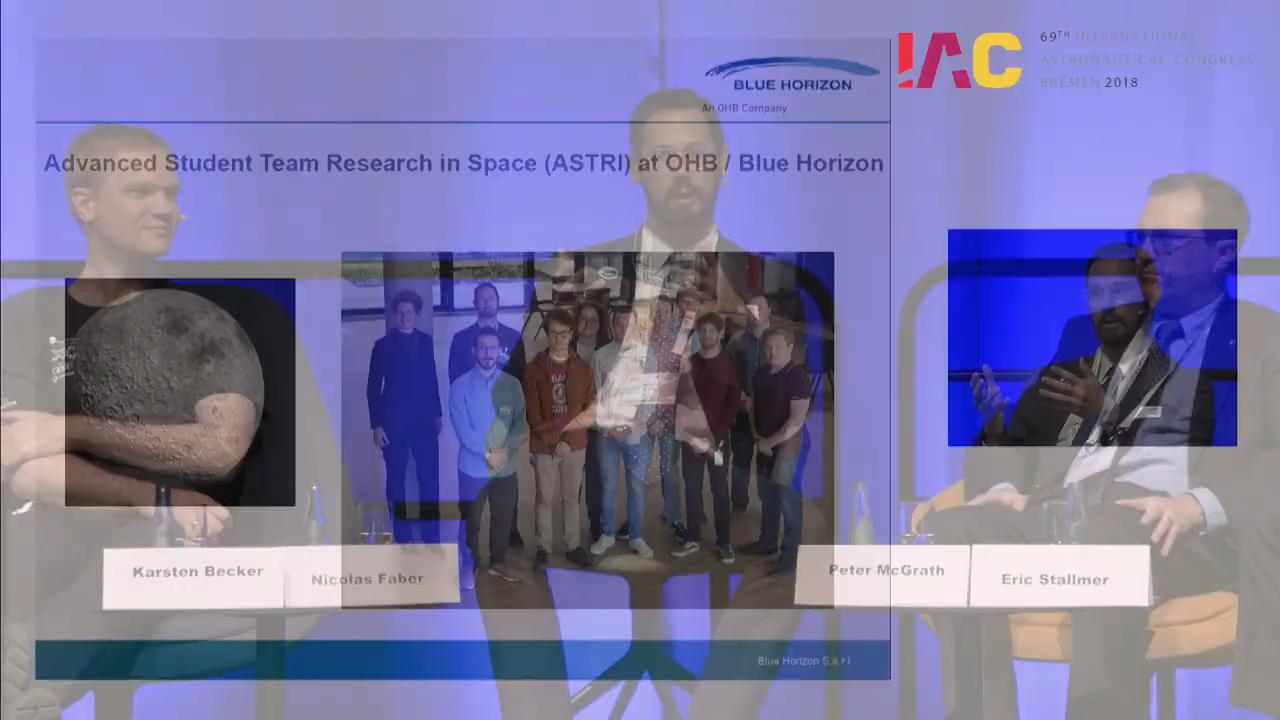 IAC
69TH INTERNATIONAL
ASTRONAUTICAL CONGRESS
BREMEN 2018
BLUE HORIZON
An OHB Company
Advanced Student Team Research in Space (ASTRI) at OHB / Blue Horizon
Karsten Becker
Nicolas Faber
Peter McGrath
Eric Stallmer
Blue Horizon S.à r l